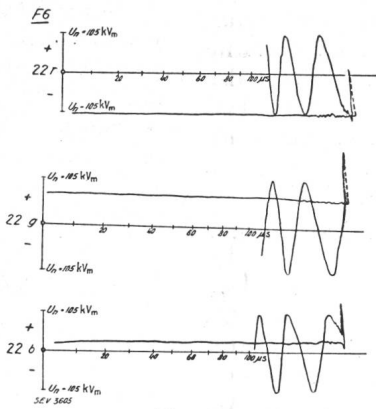 F6
Uₙ = 105 kVₘ
+
22 r
20 40 60 80 100 µs
-
Uₙ = 105 kVₘ
Uₙ = 105 kVₘ
+
22 g
20 40 60 80 100 µs
-
Uₙ = 105 kVₘ
Uₙ = 105 kVₘ
+
22 b
20 40 60 80 100 µs
-
Uₙ = 105 kVₘ
SEV 3605